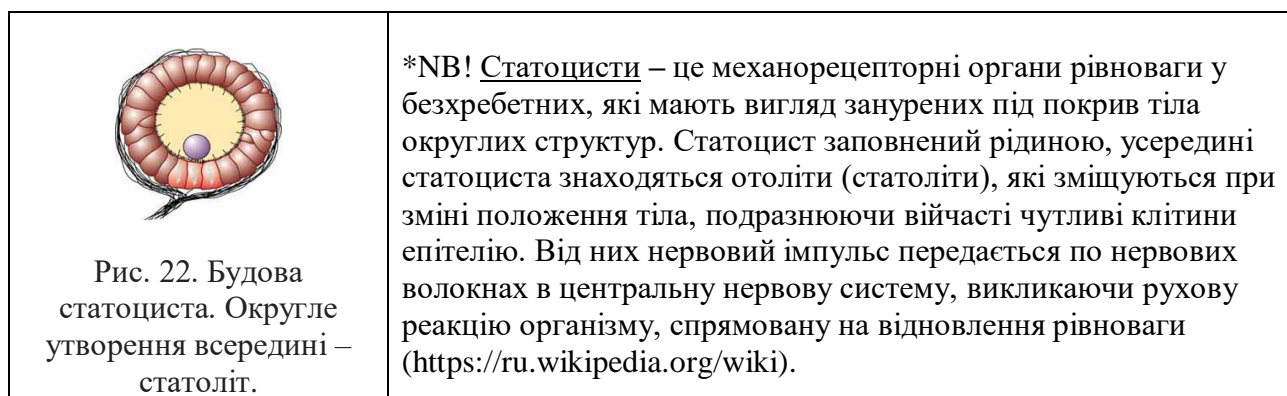 Рис. 22. Будова
статоциста. Округле
утворення всередині –
статоліт.
*NB! Статоцисти – це механорецепторні органи рівноваги у
безхребетних, які мають вигляд занурених під покрив тіла
округлих структур. Статоцист заповнений рідиною, усередині
статоциста знаходяться отоліти (статоліти), які зміщуються при
зміні положення тіла, подразнюючи війчасті чутливі клітини
епітелію. Від них нервовий імпульс передається по нервових
волокнах в центральну нервову систему, викликаючи рухову
реакцію організму, спрямовану на відновлення рівноваги
(https://ru.wikipedia.org/wiki).